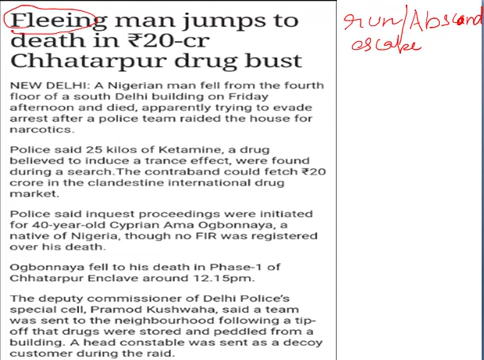 Fleeing man jumps to
death in ₹20-cr
Chhatarpur drug bust
run/Abscond
escape
NEW DELHI: A Nigerian man fell from the fourth
floor of a south Delhi building on Friday
afternoon and died, apparently trying to evade
arrest after a police team raided the house for
narcotics.
Police said 25 kilos of Ketamine, a drug
believed to induce a trance effect, were found
during a search. The contraband could fetch ₹20
crore in the clandestine international drug
market.
Police said inquest proceedings were initiated
for 40-year-old Cyprian Ama Ogbonnaya,
a native of Nigeria, though no FIR was registered
over his death.
Ogbonnaya fell to his death in Phase-1 of
Chhatarpur Enclave around 12.15pm.
The deputy commissioner of Delhi Police's
special cell, Pramod Kushwaha, said a team
was sent to the neighbourhood following a tip-
off that drugs were stored and peddled from a
building. A head constable was sent as a decoy
customer during the raid.